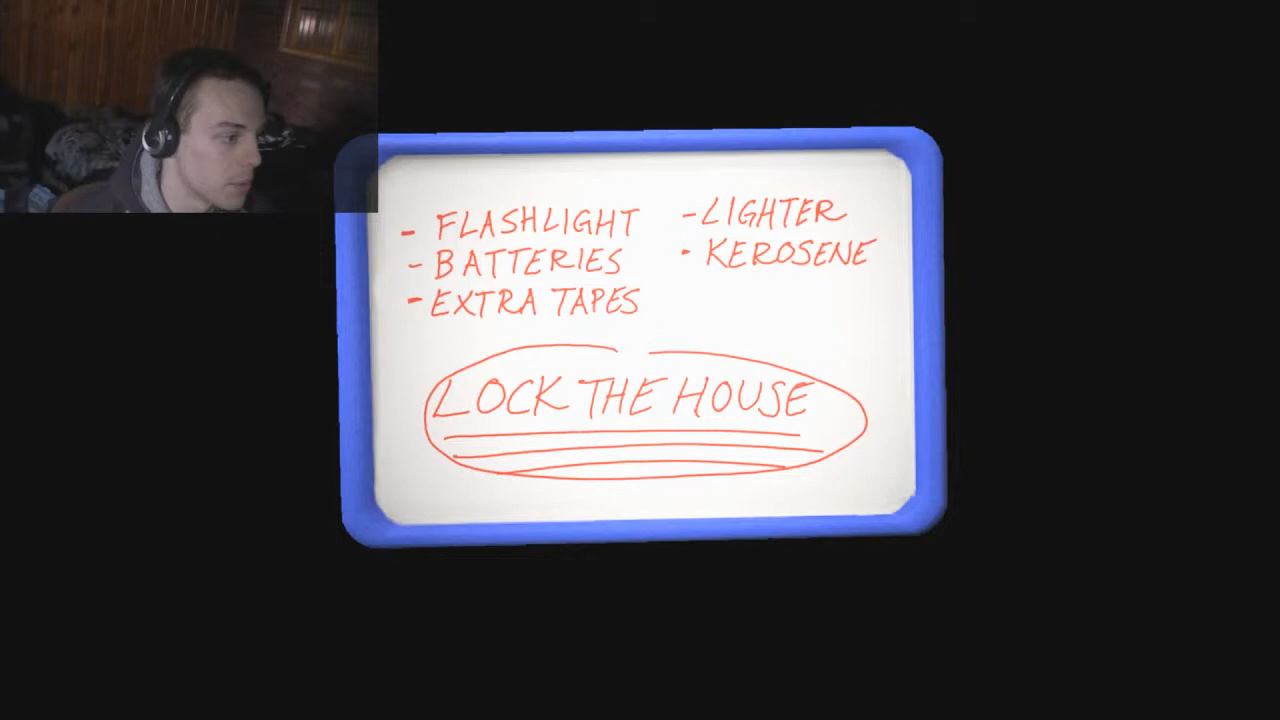 - FLASHLIGHT
- BATTERIES
- EXTRA TAPES
- LIGHTER
- KEROSENE
LOCK THE HOUSE